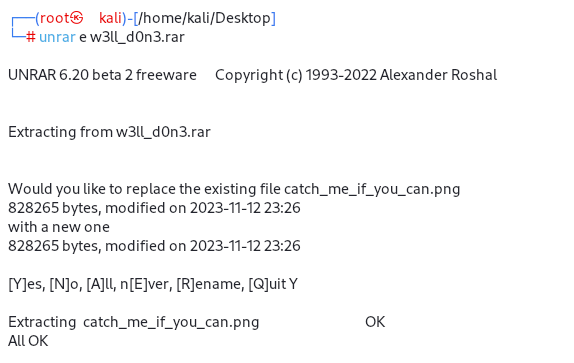 ┌──(root㉿kali)-[/home/kali/Desktop]
└─# unrar e w3ll_d0n3.rar
UNRAR 6.20 beta 2 freeware Copyright (c) 1993-2022 Alexander Roshal
Extracting from w3ll_d0n3.rar
Would you like to replace the existing file catch_me_if_you_can.png
828265 bytes, modified on 2023-11-12 23:26
with a new one
828265 bytes, modified on 2023-11-12 23:26
[Y]es, [N]o, [A]ll, n[E]ver, [R]ename, [Q]uit Y
Extracting catch_me_if_you_can.png OK
All OK